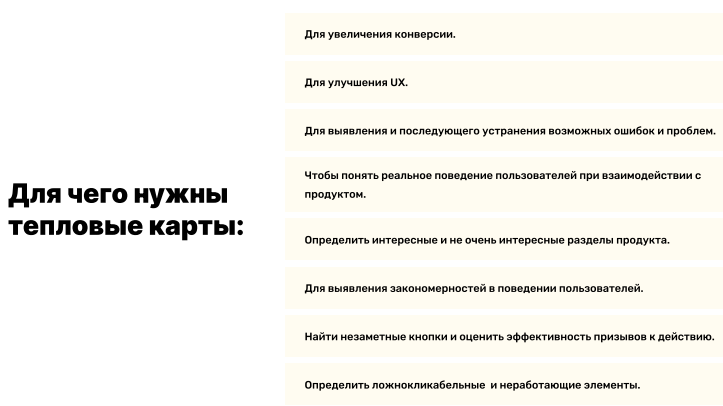 Для чего нужны
тепловые карты:
Для увеличения конверсии.
Для улучшения UX.
Для выявления и последующего устранения возможных ошибок и проблем.
Чтобы понять реальное поведение пользователей при взаимодействии с
продуктом.
Определить интересные и не очень интересные разделы продукта.
Для выявления закономерностей в поведении пользователей.
Найти незаметные кнопки и оценить эффективность призывов к действию.
Определить ложнокликабельные  и неработающие элементы.